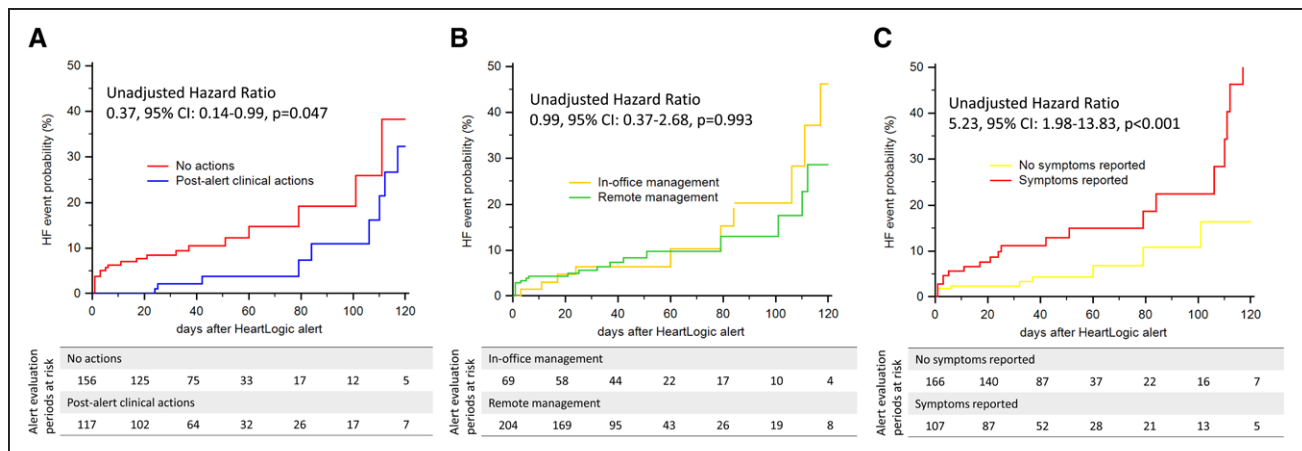 A
50
40
30
20
10
0
HF event probability (%)
Unadjusted Hazard Ratio
0.37, 95% CI: 0.14-0.99, p=0.047
No actions
Post-alert clinical actions
0 20 40 60 80 100 120
days after HeartLogic alert
Alert evaluation
periods at risk
No actions
156 125 75 33 17 12 5
Post-alert clinical actions
117 102 64 32 26 17 7
B
50
40
30
20
10
0
HF event probability (%)
Unadjusted Hazard Ratio
0.99, 95% CI: 0.37-2.68, p=0.993
In-office management
Remote management
0 20 40 60 80 100 120
days after HeartLogic alert
Alert evaluation
periods at risk
In-office management
69 58 44 22 17 10 4
Remote management
204 169 95 43 26 19 8
C
50
40
30
20
10
0
HF event probability (%)
Unadjusted Hazard Ratio
5.23, 95% CI: 1.98-13.83, p<0.001
No symptoms reported
Symptoms reported
0 20 40 60 80 100 120
days after HeartLogic alert
Alert evaluation
periods at risk
No symptoms reported
166 140 87 37 22 16 7
Symptoms reported
107 87 52 28 21 13 5